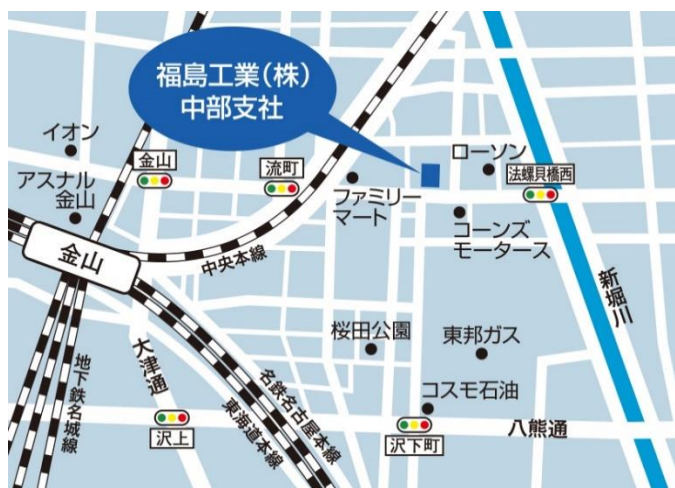 福島工業(株)
中部支社
イオン
金山
流町
ローソン
アスナル
金山
ファミリー
マート
法螺貝橋西
コーンズ
モータース
金山
中央本線
新堀川
桜田公園
東邦ガス
地下鉄名城線
大津通
名鉄名古屋本線
東海道本線
コスモ石油
沢上
沢下町
八熊通